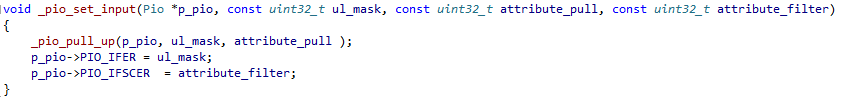 void _pio_set_input(Pio *p_pio, const uint32_t ul_mask, const uint32_t attribute_pull, const uint32_t attribute_filter)
{
    _pio_pull_up(p_pio, ul_mask, attribute_pull );
    p_pio->PIO_IFER = ul_mask;
    p_pio->PIO_IFSCER  = attribute_filter;
}